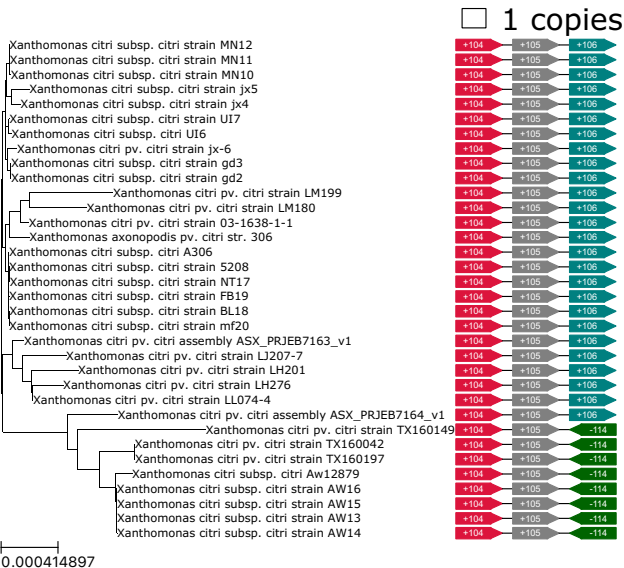 1 copies
Xanthomonas citri subsp. citri strain MN12 +104 +105 +106
Xanthomonas citri subsp. citri strain MN11 +104 +105 +106
Xanthomonas citri subsp. citri strain MN10 +104 +105 +106
Xanthomonas citri subsp. citri strain jx5 +104 +105 +106
Xanthomonas citri subsp. citri strain jx4 +104 +105 +106
Xanthomonas citri subsp. citri strain UI7 +104 +105 +106
Xanthomonas citri subsp. citri UI6 +104 +105 +106
Xanthomonas citri pv. citri strain jx-6 +104 +105 +106
Xanthomonas citri subsp. citri strain gd3 +104 +105 +106
Xanthomonas citri subsp. citri strain gd2 +104 +105 +106
Xanthomonas citri pv. citri strain LM199 +104 +105 +106
Xanthomonas citri pv. citri strain LM180 +104 +105 +106
Xanthomonas citri pv. citri strain 03-1638-1-1 +104 +105 +106
Xanthomonas axonopodis pv. citri str. 306 +104 +105 +106
Xanthomonas citri subsp. citri A306 +104 +105 +106
Xanthomonas citri subsp. citri strain 5208 +104 +105 +106
Xanthomonas citri subsp. citri strain NT17 +104 +105 +106
Xanthomonas citri subsp. citri strain FB19 +104 +105 +106
Xanthomonas citri subsp. citri strain BL18 +104 +105 +106
Xanthomonas citri subsp. citri strain mf20 +104 +105 +106
Xanthomonas citri pv. citri assembly ASX_PRJEB7163_v1 +104 +105 +106
Xanthomonas citri pv. citri strain LJ207-7 +104 +105 +106
Xanthomonas citri pv. citri strain LH201 +104 +105 +106
Xanthomonas citri pv. citri strain LH276 +104 +105 +106
Xanthomonas citri pv. citri strain LL074-4 +104 +105 +106
Xanthomonas citri pv. citri assembly ASX_PRJEB7164_v1 +104 +105 +106
Xanthomonas citri pv. citri strain TX160149 +104 +105 -114
Xanthomonas citri pv. citri strain TX160042 +104 +105 -114
Xanthomonas citri pv. citri strain TX160197 +104 +105 -114
Xanthomonas citri subsp. citri Aw12879 +104 +105 -114
Xanthomonas citri subsp. citri strain AW16 +104 +105 -114
Xanthomonas citri subsp. citri strain AW15 +104 +105 -114
Xanthomonas citri subsp. citri strain AW13 +104 +105 -114
Xanthomonas citri subsp. citri strain AW14 +104 +105 -114
0.000414897